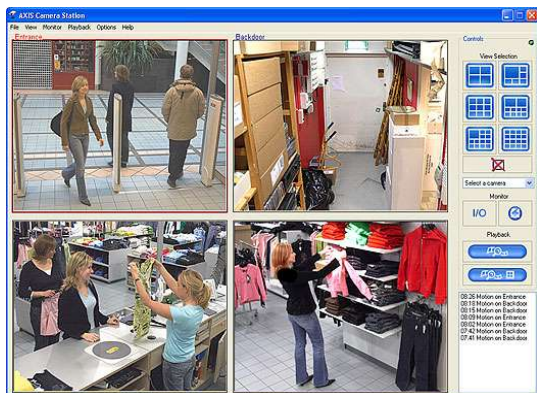 AXIS Camera Station
File View Monitor Playback Options Help
Entrance
Backdoor
Controls
View Selection
Select a camera
Monitor
I/O
Playback
08:26 Motion on Entrance
08:18 Motion on Backdoor
08:15 Motion on Backdoor
08:09 Motion on Entrance
08:02 Motion on Entrance
07:42 Motion on Backdoor
07:41 Motion on Backdoor